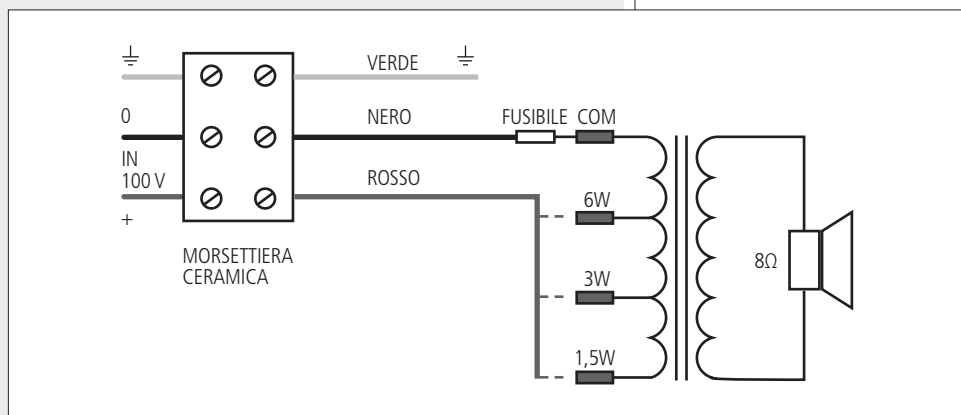 VERDE
0
NERO
FUSIBILE COM
IN
100 V
ROSSO
+
6W
MORSETTIERA
CERAMICA
8Ω
3W
1,5W